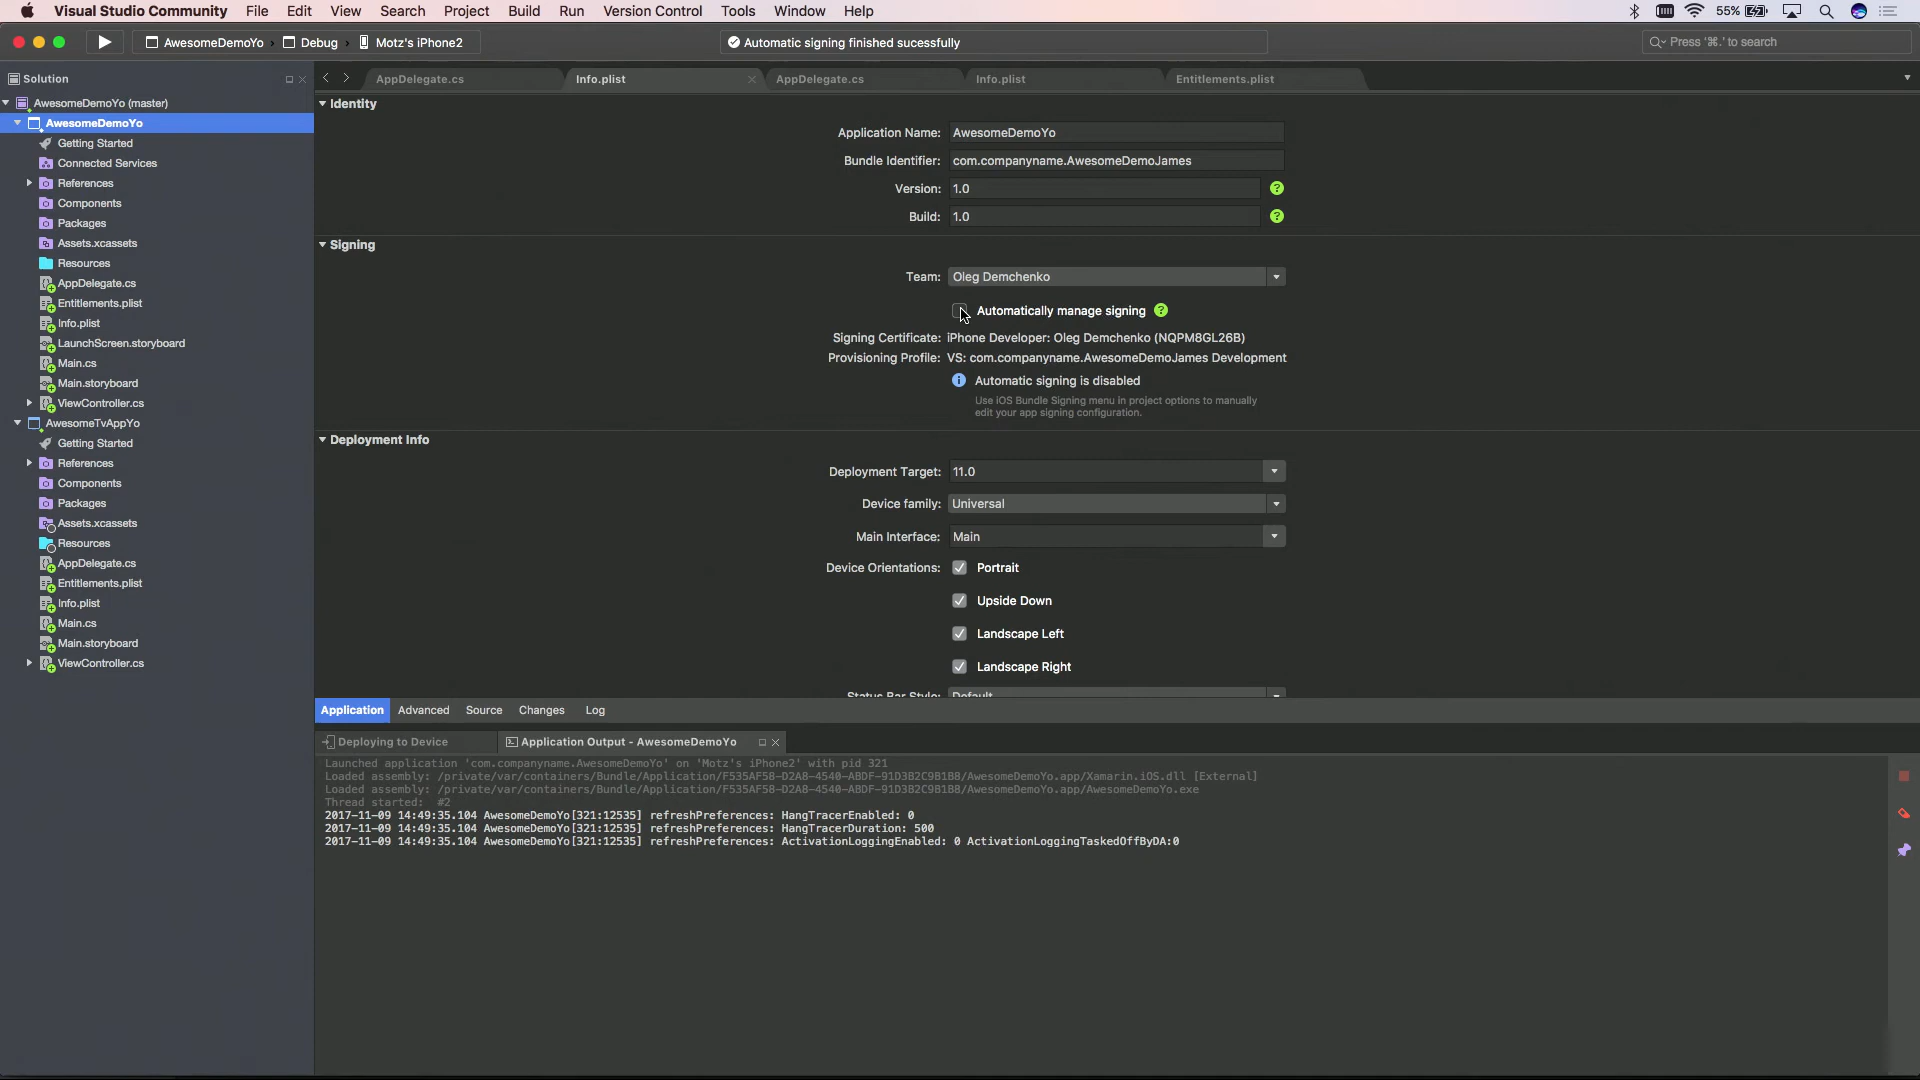 Visual Studio Community File Edit View Search Project Build Run Version Control Tools Window Help 55%
AwesomeDemoYo Debug Motz's iPhone2 Automatic signing finished sucessfully Press '⌘.' to search
Solution AppDelegate.cs Info.plist AppDelegate.cs Info.plist Entitlements.plist
AwesomeDemoYo (master)
AwesomeDemoYo
Getting Started
Connected Services
References
Components
Packages
Assets.xcassets
Resources
AppDelegate.cs
Entitlements.plist
Info.plist
LaunchScreen.storyboard
Main.cs
Main.storyboard
ViewController.cs
AwesomeTvAppYo
Getting Started
References
Components
Packages
Assets.xcassets
Resources
AppDelegate.cs
Entitlements.plist
Info.plist
Main.cs
Main.storyboard
ViewController.cs
Identity
Application Name: AwesomeDemoYo
Bundle Identifier: com.companyname.AwesomeDemoJames
Version: 1.0 ?
Build: 1.0 ?
Signing
Team: Oleg Demchenko
Automatically manage signing ?
Signing Certificate: iPhone Developer: Oleg Demchenko (NQPM8GL26B)
Provisioning Profile: VS: com.companyname.AwesomeDemoJames Development
Automatic signing is disabled
Use iOS Bundle Signing menu in project options to manually
edit your app signing configuration.
Deployment Info
Deployment Target: 11.0
Device family: Universal
Main Interface: Main
Device Orientations: Portrait
Upside Down
Landscape Left
Landscape Right
Status Bar Style: Default
Application Advanced Source Changes Log
Deploying to Device Application Output - AwesomeDemoYo
Launched application 'com.companyname.AwesomeDemoYo' on 'Motz's iPhone2' with pid 321
Loaded assembly: /private/var/containers/Bundle/Application/F535AF58-D2A8-4540-ABDF-91D3B2C9B1B8/AwesomeDemoYo.app/Xamarin.iOS.dll [External]
Loaded assembly: /private/var/containers/Bundle/Application/F535AF58-D2A8-4540-ABDF-91D3B2C9B1B8/AwesomeDemoYo.app/AwesomeDemoYo.exe
Thread started: #2
2017-11-09 14:49:35.104 AwesomeDemoYo[321:12535] refreshPreferences: HangTracerEnabled: 0
2017-11-09 14:49:35.104 AwesomeDemoYo[321:12535] refreshPreferences: HangTracerDuration: 500
2017-11-09 14:49:35.104 AwesomeDemoYo[321:12535] refreshPreferences: ActivationLoggingEnabled: 0 ActivationLoggingTaskedOffByDA:0